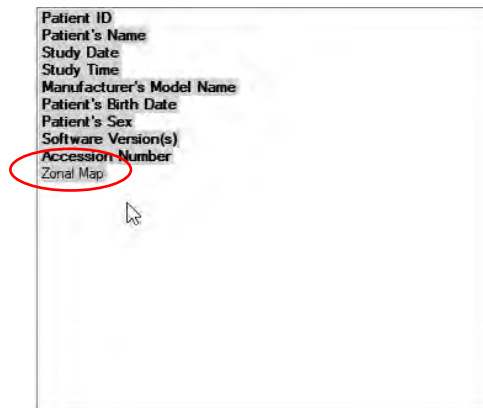 Patient ID
Patient's Name
Study Date
Study Time
Manufacturer's Model Name
Patient's Birth Date
Patient's Sex
Software Version(s)
Accession Number
Zonal Map